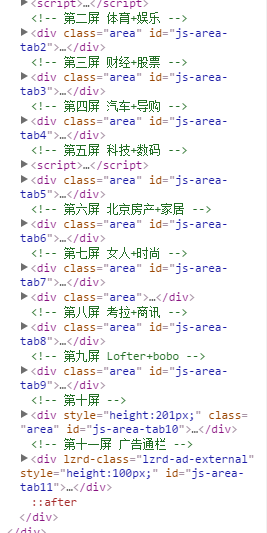 ▶<script>…</script>
<!-- 第二屏 体育+娱乐 -->
▶<div class="area" id="js-area-
tab2">…</div>
<!-- 第三屏 财经+股票 -->
▶<div class="area" id="js-area-
tab3">…</div>
<!-- 第四屏 汽车+导购 -->
▶<div class="area" id="js-area-
tab4">…</div>
<!-- 第五屏 科技+数码 -->
▶<script>…</script>
▶<div class="area" id="js-area-
tab5">…</div>
<!-- 第六屏 北京房产+家居 -->
▶<div class="area" id="js-area-
tab6">…</div>
<!-- 第七屏 女人+时尚 -->
▶<div class="area" id="js-area-
tab7">…</div>
▶<div class="area">…</div>
<!-- 第八屏 考拉+商讯 -->
▶<div class="area" id="js-area-
tab8">…</div>
<!-- 第九屏 Lofter+bobo -->
▶<div class="area" id="js-area-
tab9">…</div>
<!-- 第十屏 -->
▶<div style="height:201px;" class=
"area" id="js-area-tab10">…</div>
<!-- 第十一屏 广告通栏 -->
▶<div lzrd-class="lzrd-ad-external"
style="height:100px;" id="js-area-
tab11">…</div>
::after
</div>
</div>